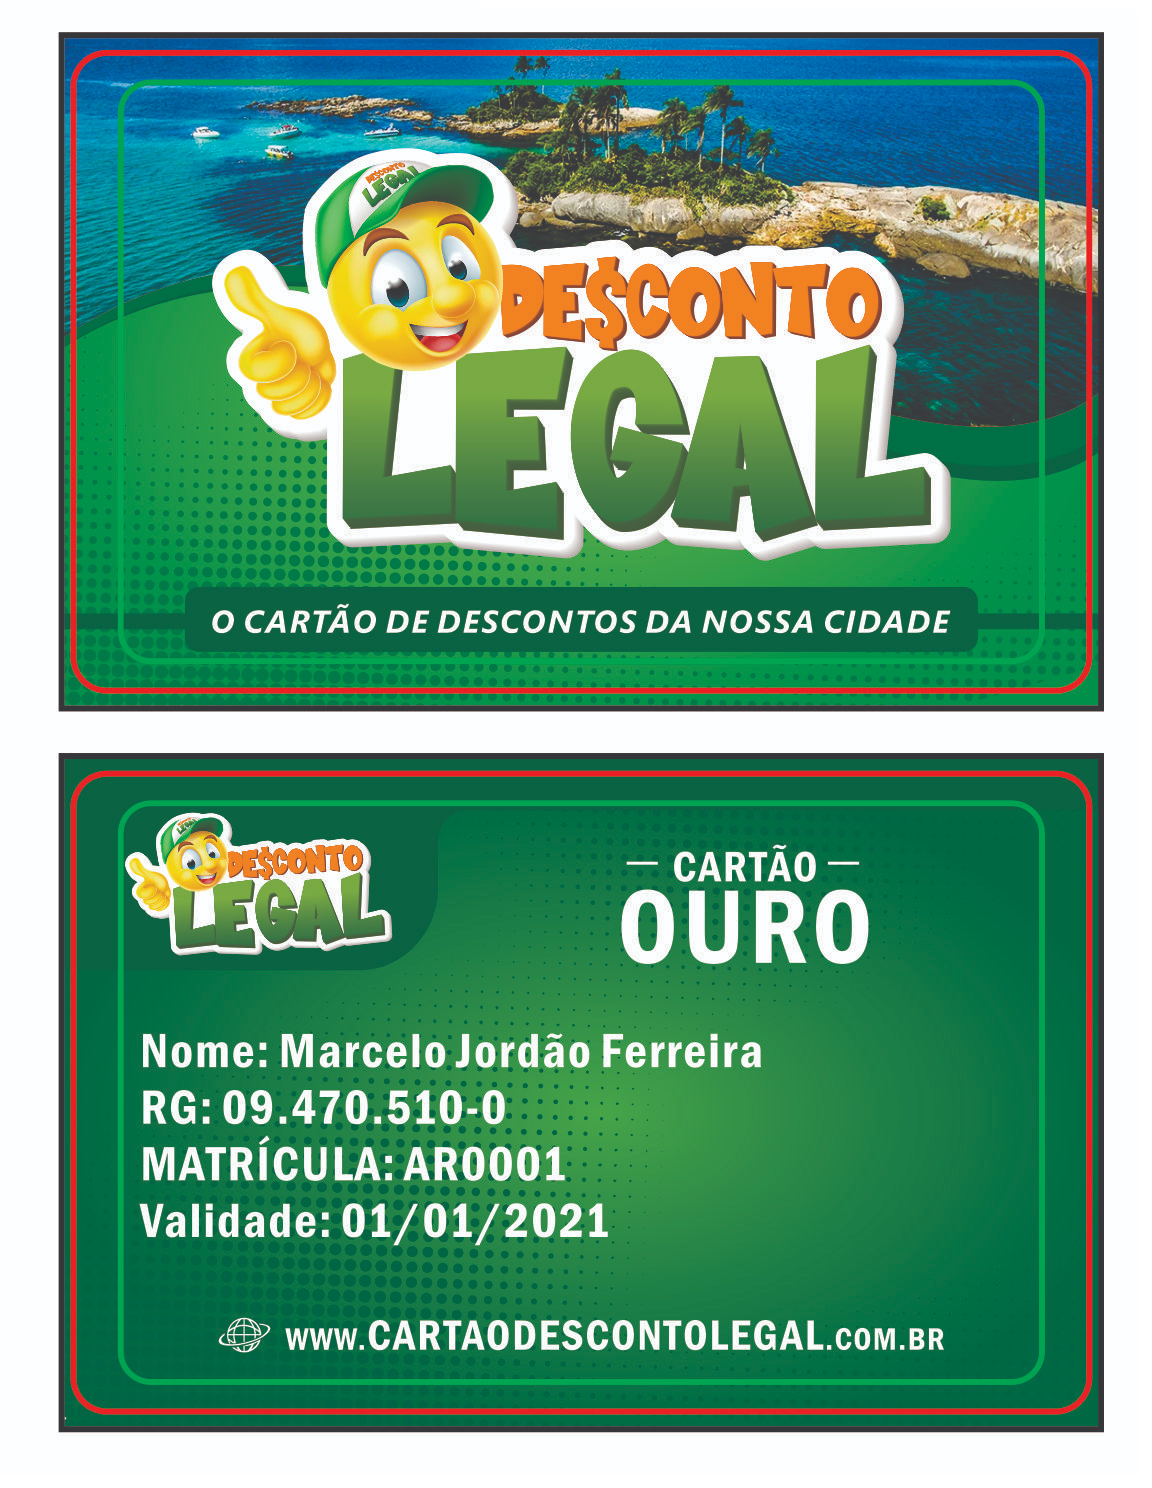 DESCONTO
LEGAL
DE$CONTO
LEGAL
O CARTÃO DE DESCONTOS DA NOSSA CIDADE
LEGAL
DE$CONTO
LEGAL
— CARTÃO —
OURO
Nome: Marcelo Jordão Ferreira
RG: 09.470.510-0
MATRÍCULA: AR0001
Validade: 01/01/2021
WWW.CARTAODESCONTOLEGAL.COM.BR